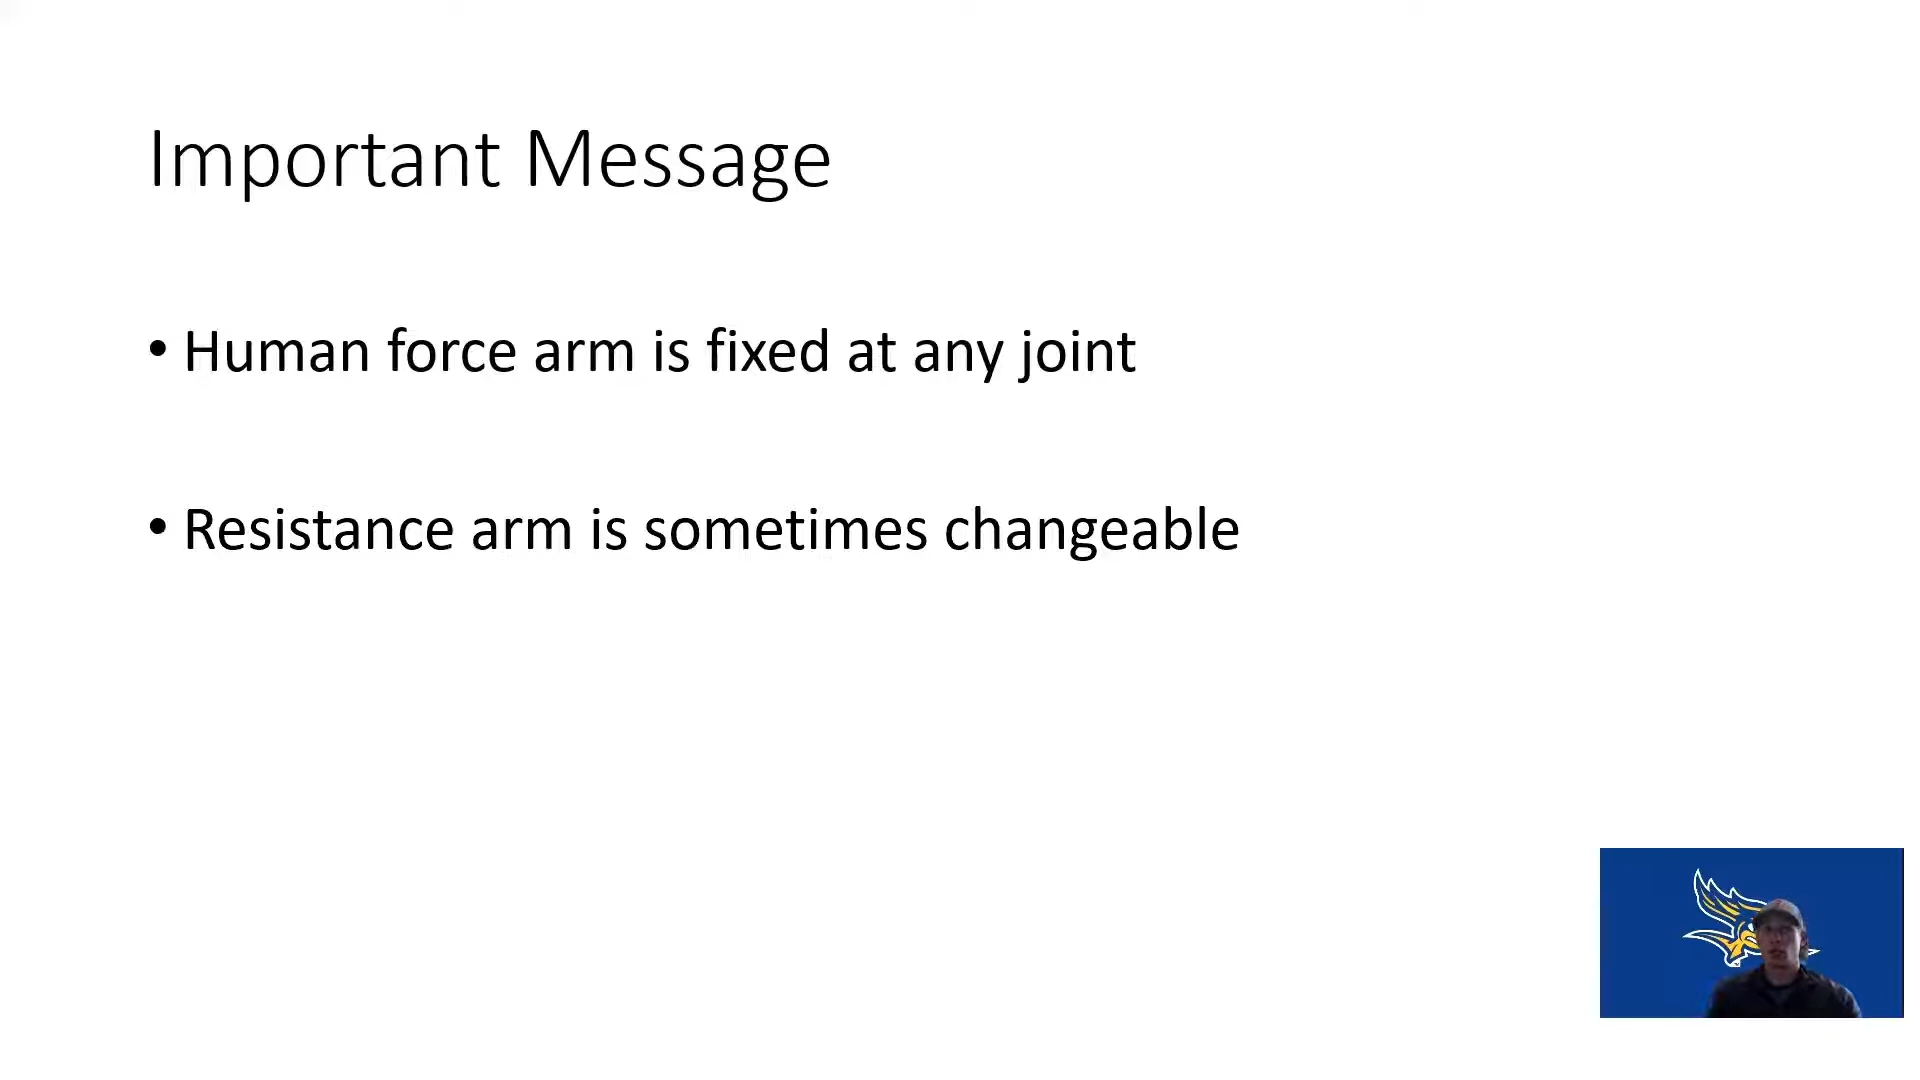 Important Message
• Human force arm is fixed at any joint
• Resistance arm is sometimes changeable